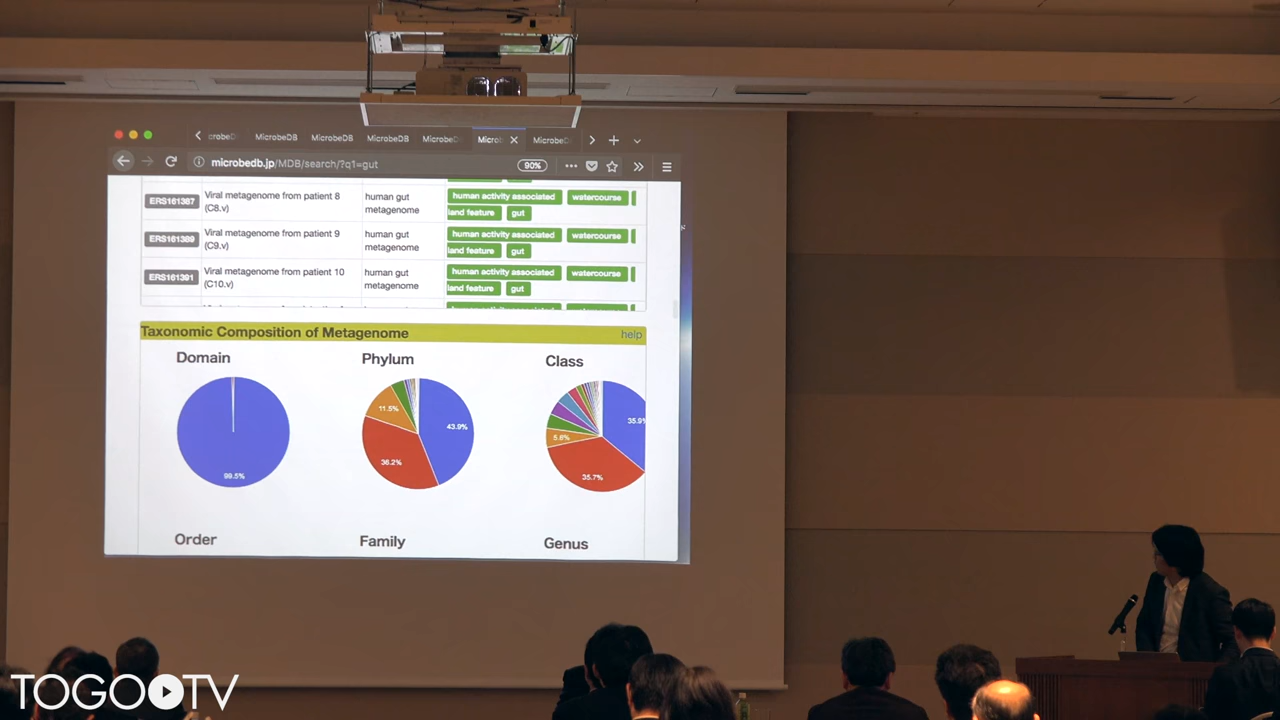 MicrobeDB
MicrobeDB
MicrobeDB
microbedb.jp/MDB/search/?q1=gut
90%
ERS161387
Viral metagenome from patient 8
(C8.v)
human gut
metagenome
human activity associated
watercourse
land feature
gut
ERS161389
Viral metagenome from patient 9
(C9.v)
human gut
metagenome
human activity associated
watercourse
land feature
gut
ERS161391
Viral metagenome from patient 10
(C10.v)
human gut
metagenome
human activity associated
watercourse
land feature
gut
Taxonomic Composition of Metagenome
help
Domain
Phylum
Class
99.5%
43.9%
36.2%
11.5%
35.9%
35.7%
5.6%
Order
Family
Genus
TOGO TV